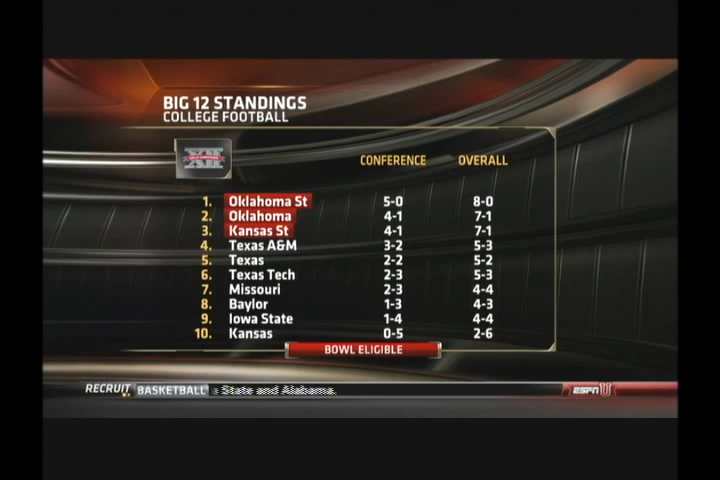 BIG 12 STANDINGS
COLLEGE FOOTBALL
XII
CONFERENCE OVERALL
1. Oklahoma St 5-0 8-0
2. Oklahoma 4-1 7-1
3. Kansas St 4-1 7-1
4. Texas A&M 3-2 5-3
5. Texas 2-2 5-2
6. Texas Tech 2-3 5-3
7. Missouri 2-3 4-4
8. Baylor 1-3 4-3
9. Iowa State 1-4 4-4
10. Kansas 0-5 2-6
BOWL ELIGIBLE
RECRUIT BASKETBALL State and Alabama. ESPN U